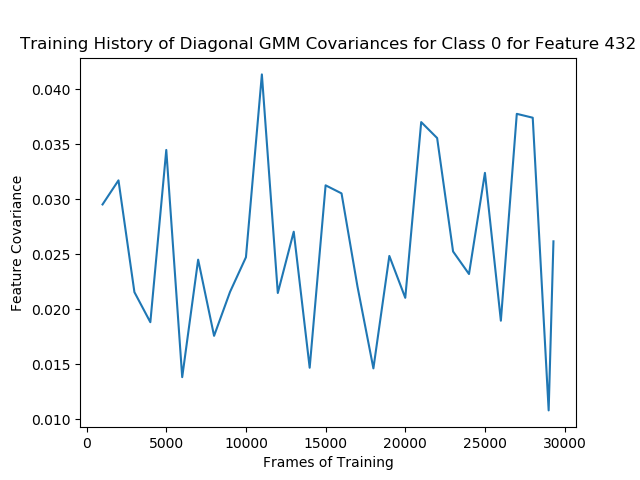 Training History of Diagonal GMM Covariances for Class 0 for Feature 432
0.040
0.035
0.030
0.025
0.020
0.015
0.010
Feature Covariance
0 5000 10000 15000 20000 25000 30000
Frames of Training